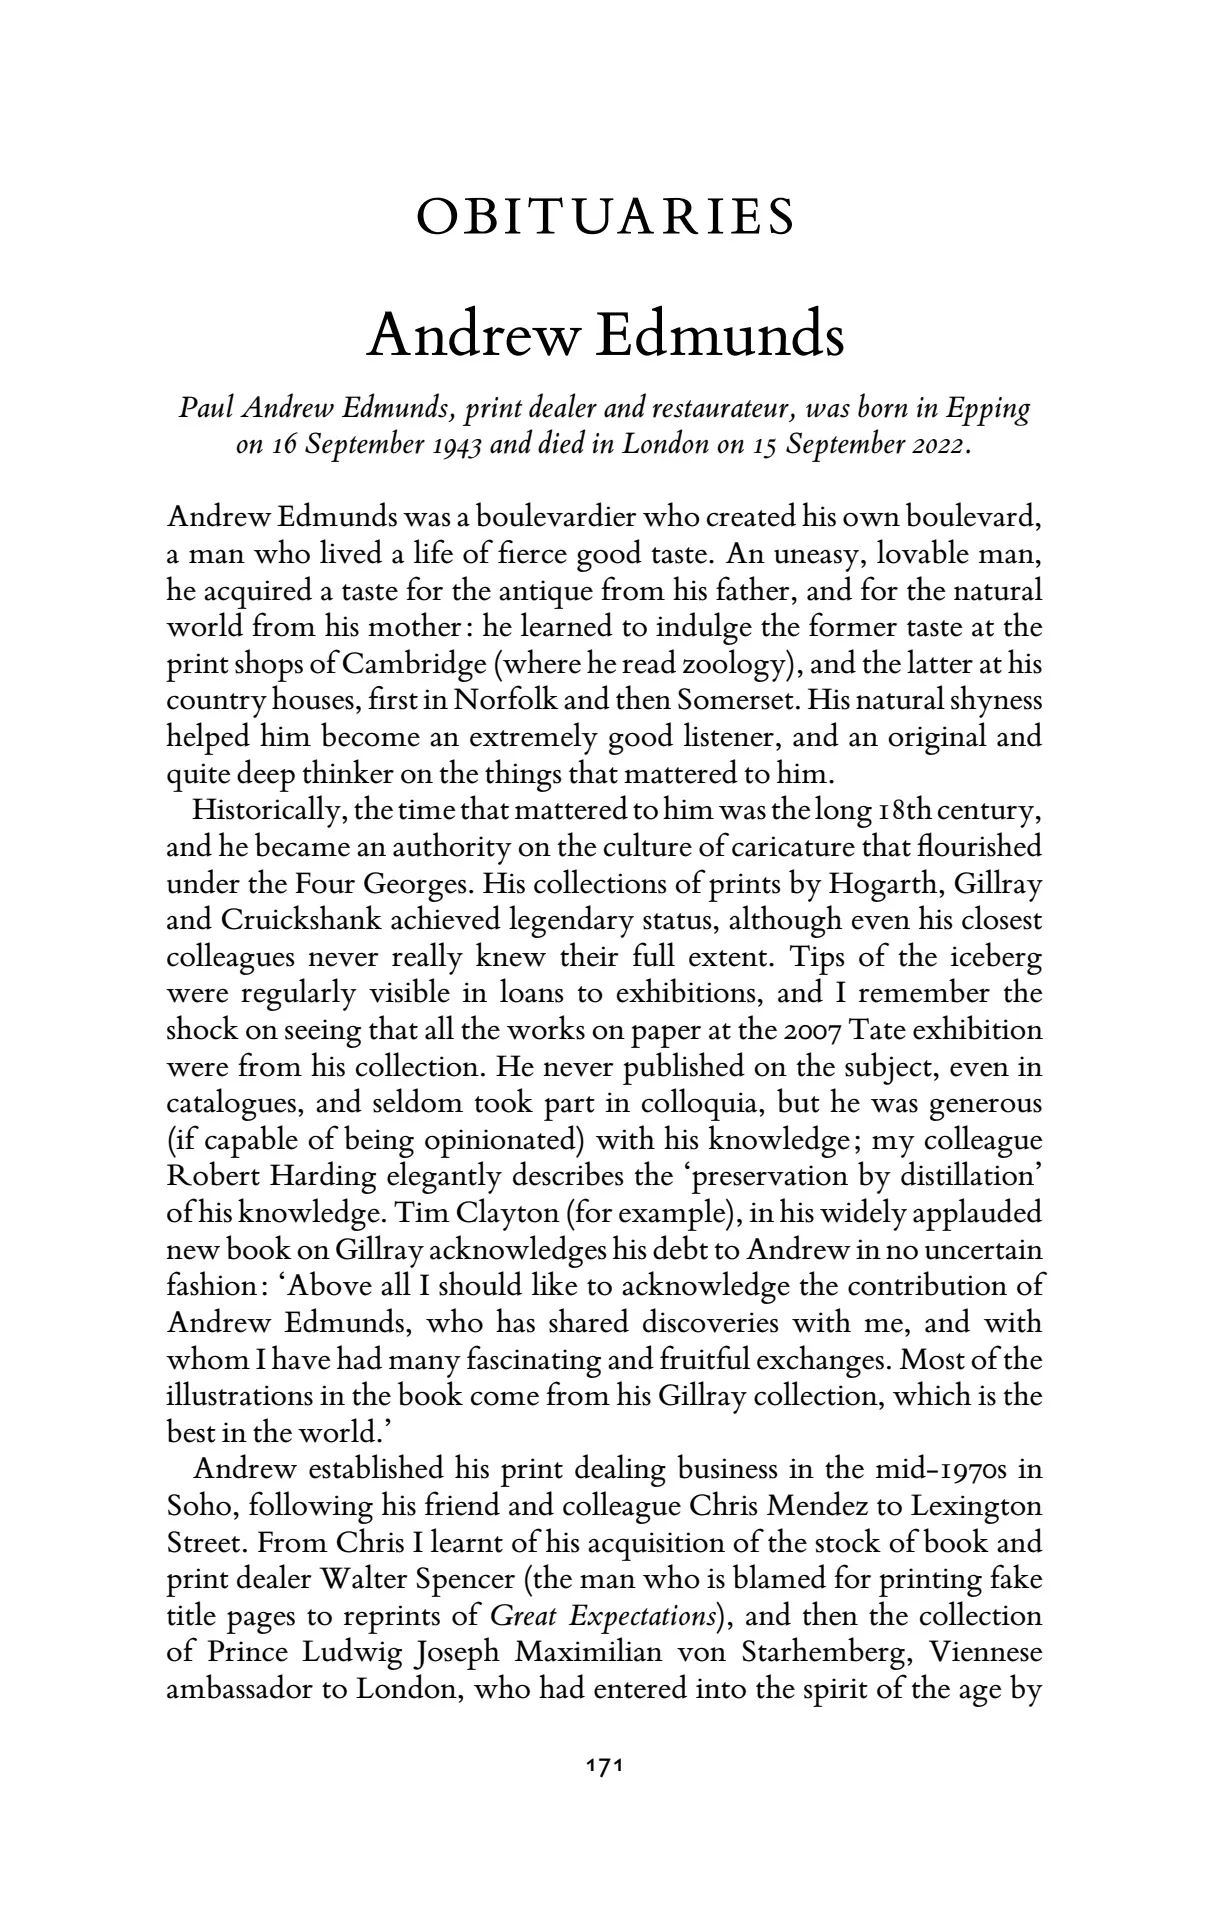 OBITUARIES
Andrew Edmunds
Paul Andrew Edmunds, print dealer and restaurateur, was born in Epping
on 16 September 1943 and died in London on 15 September 2022.
Andrew Edmunds was a boulevardier who created his own boulevard,
a man who lived a life of fierce good taste. An uneasy, lovable man,
he acquired a taste for the antique from his father, and for the natural
world from his mother: he learned to indulge the former taste at the
print shops of Cambridge (where he read zoology), and the latter at his
country houses, first in Norfolk and then Somerset. His natural shyness
helped him become an extremely good listener, and an original and
quite deep thinker on the things that mattered to him.
Historically, the time that mattered to him was the long 18th century,
and he became an authority on the culture of caricature that flourished
under the Four Georges. His collections of prints by Hogarth, Gillray
and Cruickshank achieved legendary status, although even his closest
colleagues never really knew their full extent. Tips of the iceberg
were regularly visible in loans to exhibitions, and I remember the
shock on seeing that all the works on paper at the 2007 Tate exhibition
were from his collection. He never published on the subject, even in
catalogues, and seldom took part in colloquia, but he was generous
(if capable of being opinionated) with his knowledge; my colleague
Robert Harding elegantly describes the ‘preservation by distillation’
of his knowledge. Tim Clayton (for example), in his widely applauded
new book on Gillray acknowledges his debt to Andrew in no uncertain
fashion: ‘Above all I should like to acknowledge the contribution of
Andrew Edmunds, who has shared discoveries with me, and with
whom I have had many fascinating and fruitful exchanges. Most of the
illustrations in the book come from his Gillray collection, which is the
best in the world.’
Andrew established his print dealing business in the mid-1970s in
Soho, following his friend and colleague Chris Mendez to Lexington
Street. From Chris I learnt of his acquisition of the stock of book and
print dealer Walter Spencer (the man who is blamed for printing fake
title pages to reprints of Great Expectations), and then the collection
of Prince Ludwig Joseph Maximilian von Starhemberg, Viennese
ambassador to London, who had entered into the spirit of the age by
171